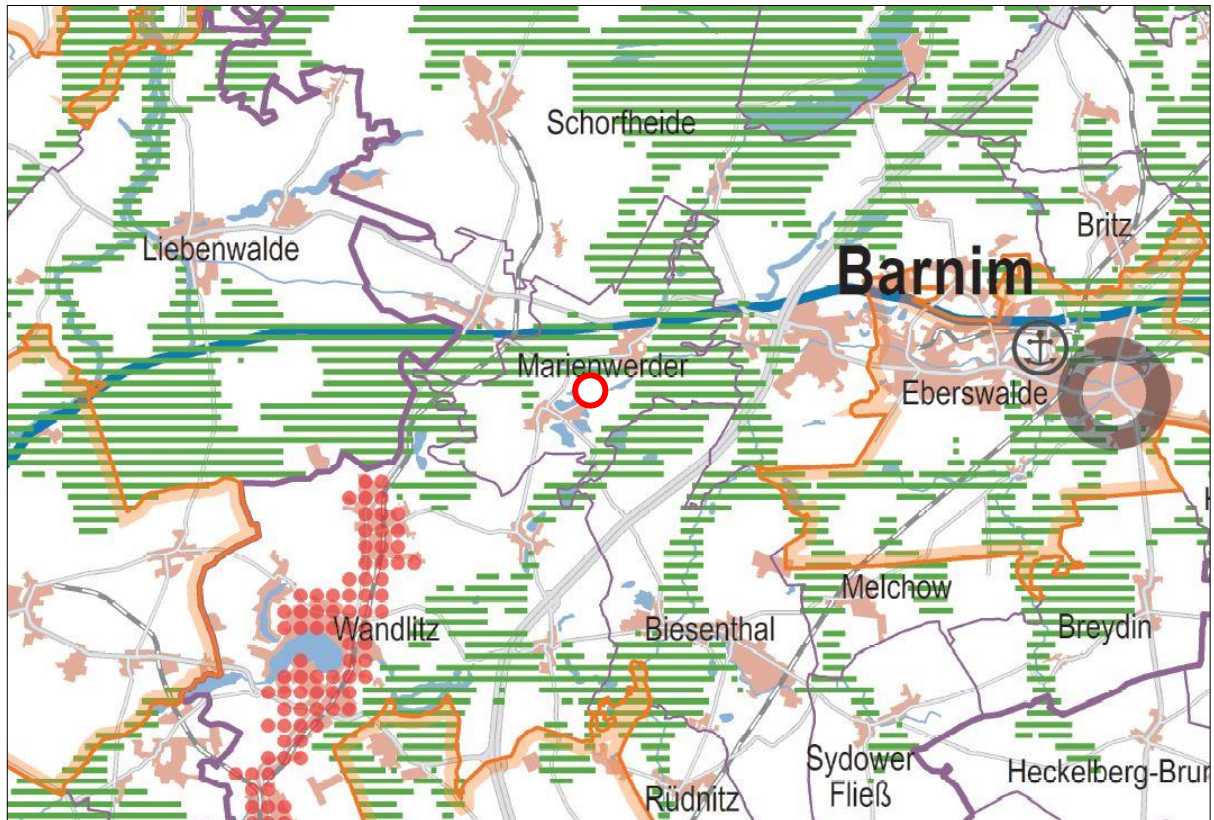 Schorfheide
Liebenwalde
Britz
Barnim
Marienwerder
Eberswalde
Melchow
Wandlitz
Biesenthal
Breydin
Sydower
Fließ
Heckelberg-Brun
Rüdnitz